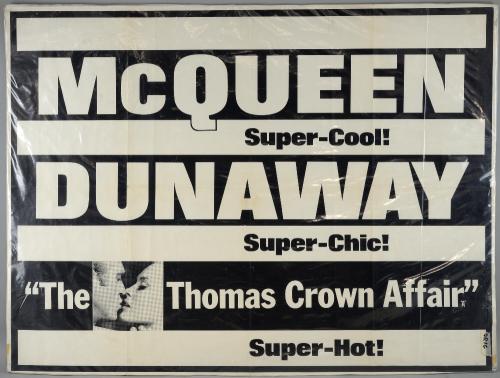 McQUEEN
Super-Cool!
DUNAWAY
Super-Chic!
"The Thomas Crown Affair"
Super-Hot!